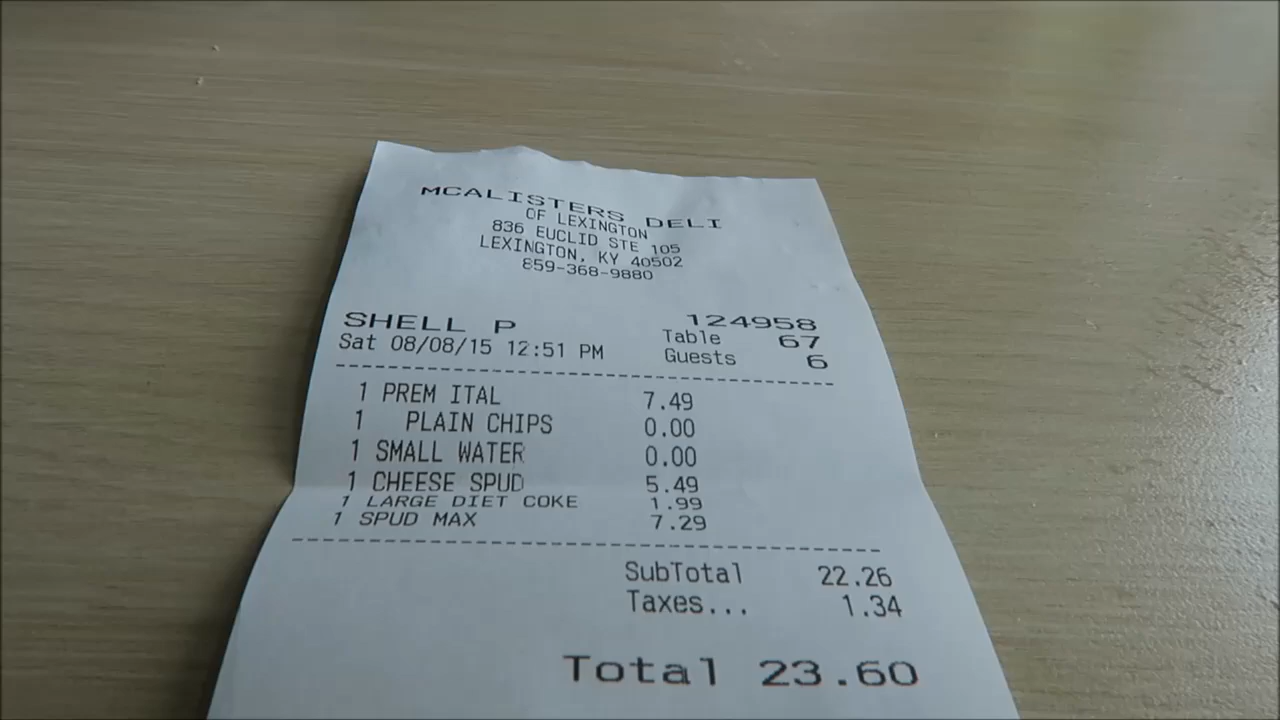 MCALISTERS DELI
OF LEXINGTON
836 EUCLID STE 105
LEXINGTON, KY 40502
859-368-9880
SHELL P 124958
Sat 08/08/15 12:51 PM Table 67
Guests 6
1 PREM ITAL 7.49
1 PLAIN CHIPS 0.00
1 SMALL WATER 0.00
1 CHEESE SPUD 5.49
1 LARGE DIET COKE 1.99
1 SPUD MAX 7.29
SubTotal 22.26
Taxes... 1.34
Total 23.60